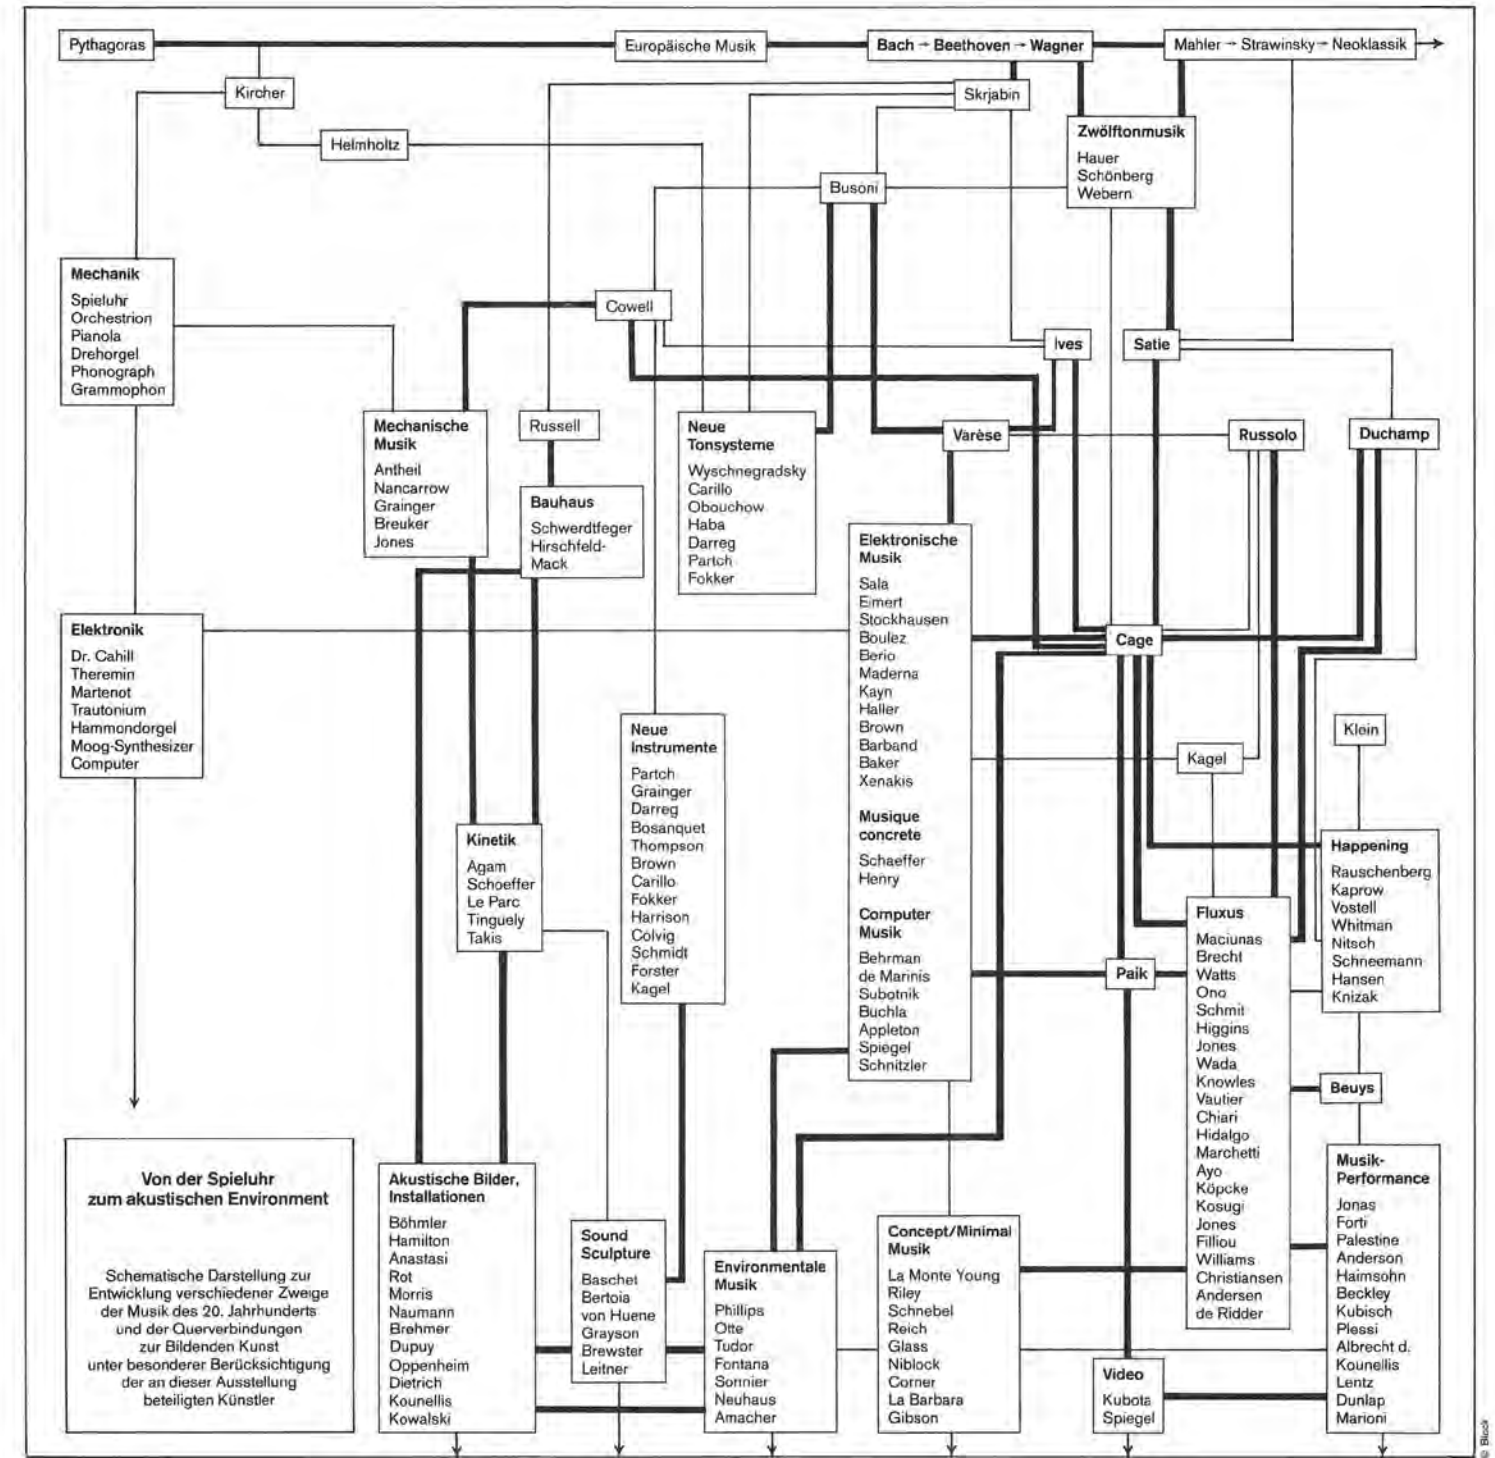 Pythagoras
Europäische Musik
Bach → Beethoven → Wagner
Mahler → Strawinsky → Neoklassik
Kircher
Skrjabin
Helmholtz
Zwölftonmusik
Hauer
Schönberg
Webern
Busoni
Mechanik
Spieluhr
Orchestrion
Pianola
Drehorgel
Phonograph
Grammophon
Cowell
Ives
Satie
Mechanische
Musik
Antheil
Nancarrow
Grainger
Breuker
Jones
Russell
Neue
Tonsysteme
Wyschnegradsky
Carillo
Obouchow
Haba
Darreg
Partch
Fokker
Varèse
Russolo
Duchamp
Bauhaus
Schwerdtfeger
Hirschfeld-
Mack
Elektronische
Musik
Sala
Eimert
Stockhausen
Boulez
Berio
Maderna
Kayn
Haller
Brown
Barband
Baker
Xenakis
Musique
concrete
Schaeffer
Henry
Computer
Musik
Behrman
de Marinis
Subotnik
Buchla
Appleton
Spiegel
Schnitzler
Elektronik
Dr. Cahill
Theremin
Martenot
Trautonium
Hammondorgel
Moog-Synthesizer
Computer
Cage
Neue
Instrumente
Partch
Grainger
Darreg
Bosanquet
Thompson
Brown
Carillo
Fokker
Harrison
Colvig
Schmidt
Forster
Kagel
Klein
Kagel
Kinetik
Agam
Schoeffer
Le Parc
Tinguely
Takis
Happening
Rauschenberg
Kaprow
Vostell
Whitman
Nitsch
Schneemann
Hansen
Knizak
Fluxus
Maciunas
Brecht
Watts
Ono
Schmit
Higgins
Jones
Wada
Knowles
Vautier
Chiari
Hidalgo
Marchetti
Ayo
Köpcke
Kosugi
Jones
Filliou
Williams
Christiansen
Andersen
de Ridder
Paik
Beuys
Von der Spieluhr
zum akustischen Environment
Schematische Darstellung zur
Entwicklung verschiedener Zweige
der Musik des 20. Jahrhunderts
und der Querverbindungen
zur Bildenden Kunst
unter besonderer Berücksichtigung
der an dieser Ausstellung
beteiligten Künstler
Akustische Bilder,
Installationen
Böhmler
Hamilton
Anastasi
Rot
Morris
Naumann
Brehmer
Dupuy
Oppenheim
Dietrich
Kounellis
Kowalski
Sound
Sculpture
Baschet
Bertoia
von Huene
Grayson
Brewster
Leitner
Environmentale
Musik
Phillips
Otte
Tudor
Fontana
Sonnier
Neuhaus
Amacher
Concept/Minimal
Musik
La Monte Young
Riley
Schnebel
Reich
Glass
Niblock
Corner
La Barbara
Gibson
Video
Kubota
Spiegel
Musik-
Performance
Jonas
Forti
Palestine
Anderson
Haimsohn
Beckley
Kubisch
Plessi
Albrecht d.
Kounellis
Lentz
Dunlap
Marioni
© Block